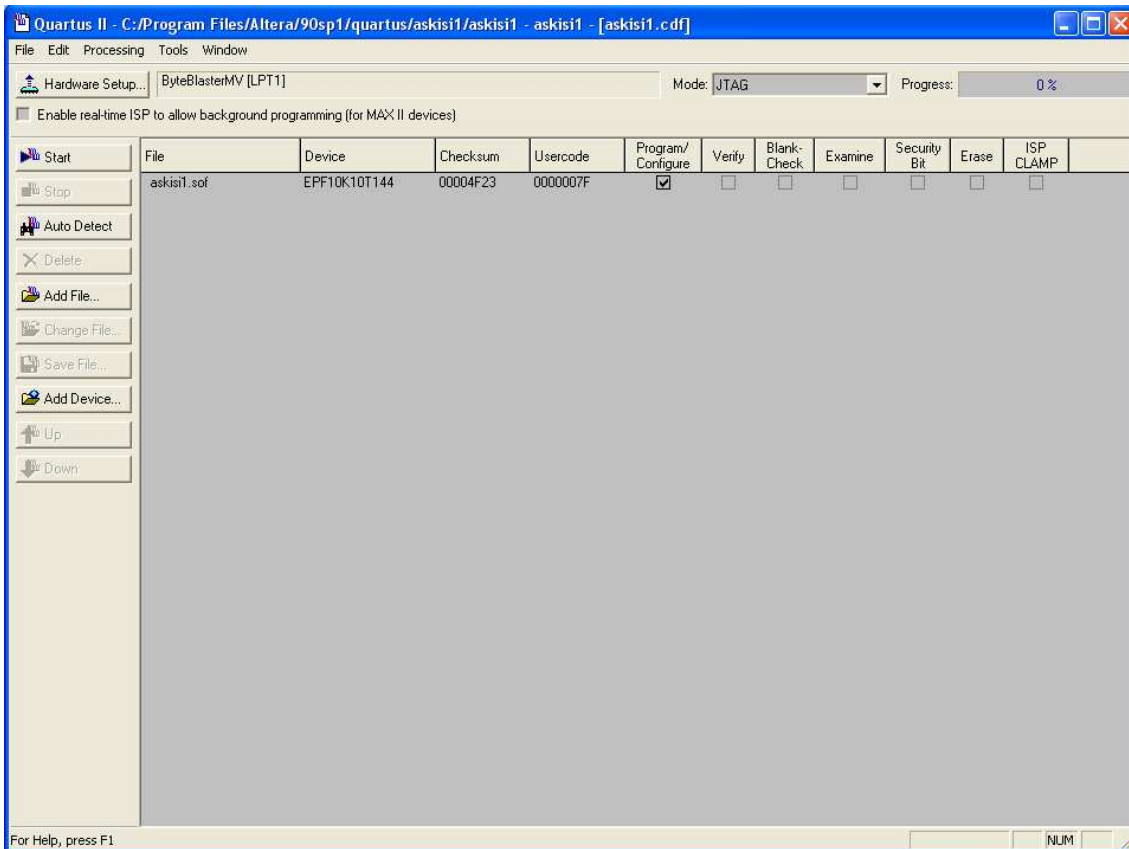 Quartus II - C:/Program Files/Altera/90sp1/quartus/askisi1/askisi1 - askisi1 - [askisi1.cdf]
File Edit Processing Tools Window
Hardware Setup... ByteBlasterMV [LPT1] Mode: JTAG Progress: 0 %
Enable real-time ISP to allow background programming (for MAX II devices)
Start
Stop
Auto Detect
Delete
Add File...
Change File...
Save File...
Add Device...
Up
Down
File Device Checksum Usercode Program/ Configure Verify Blank- Check Examine Security Bit Erase ISP CLAMP
askisi1.sof EPF10K10T144 00004F23 0000007F
For Help, press F1 NUM